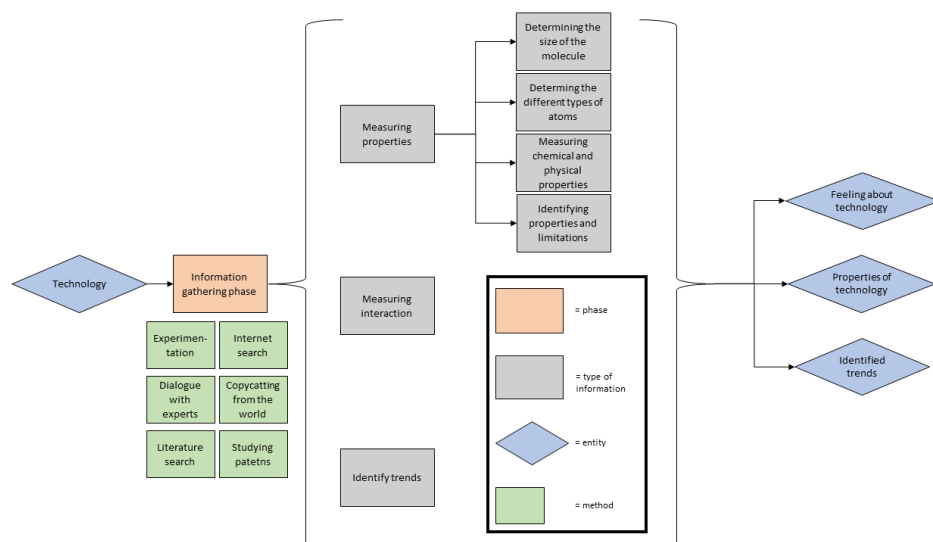 Determining the
size of the
molecule
Determing the
different types of
atoms
Measuring
properties
Measuring
chemical and
physical
properties
Identifying
properties and
limitations
Feeling about
technology
Technology
Information
gathering phase
Measuring
interaction
= phase
Properties of
technology
Experimen-
tation
Internet
search
= type of
information
Identified
trends
Dialogue
with
experts
Copycatting
from the
world
= entity
Literature
search
Studying
patetns
Identify trends
= method